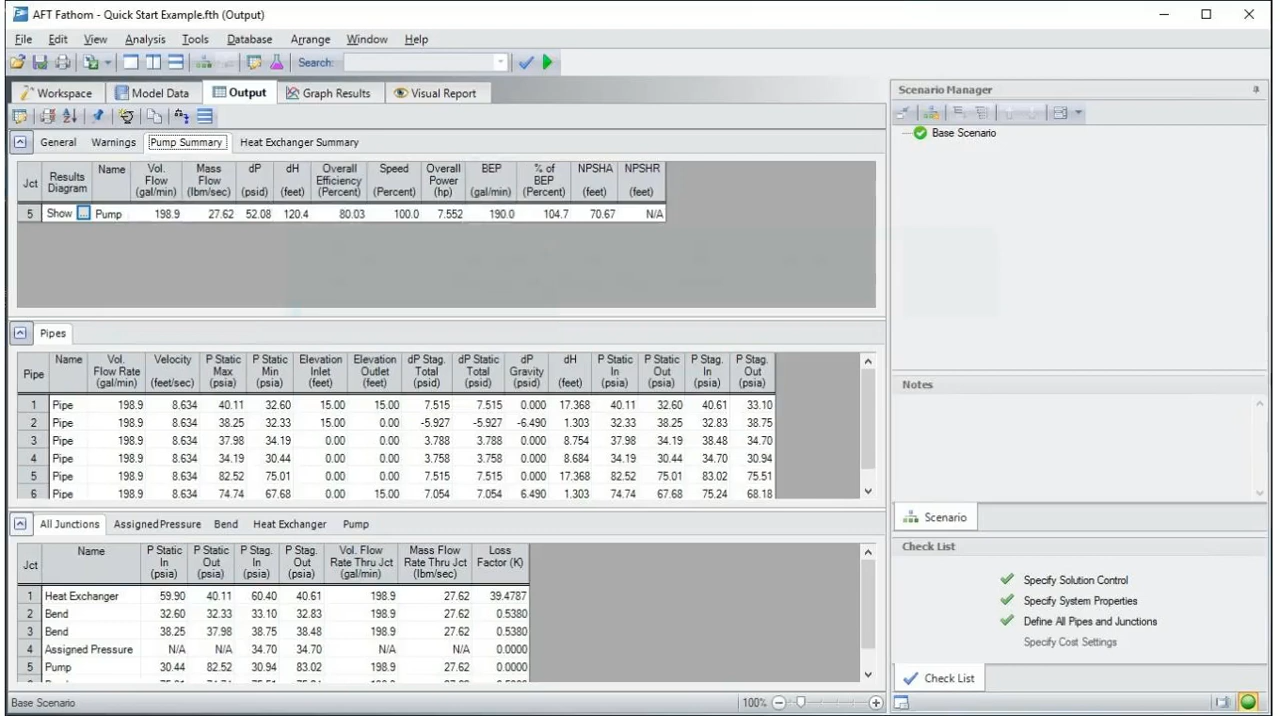 AFT Fathom - Quick Start Example.fth (Output)
File Edit View Analysis Tools Database Arrange Window Help
Search:
Workspace Model Data Output Graph Results Visual Report
General Warnings Pump Summary Heat Exchanger Summary
Jct Results Diagram Name Vol. Flow (gal/min) Mass Flow (lbm/sec) dP (psid) dH (feet) Overall Efficiency (Percent) Speed (Percent) Overall Power (hp) BEP (gal/min) % of BEP (Percent) NPSHA (feet) NPSHR (feet)
5 Show ... Pump 198.9 27.62 52.08 120.4 80.03 100.0 7.552 190.0 104.7 70.67 N/A
Pipes
Pipe Name Vol. Flow Rate (gal/min) Velocity (feet/sec) P Static Max (psia) P Static Min (psia) Elevation Inlet (feet) Elevation Outlet (feet) dP Stag. Total (psid) dP Static Total (psid) dP Gravity (psid) dH (feet) P Static In (psia) P Static Out (psia) P Stag. In (psia) P Stag. Out (psia)
1 Pipe 198.9 8.634 40.11 32.60 15.00 15.00 7.515 7.515 0.000 17.368 40.11 32.60 40.61 33.10
2 Pipe 198.9 8.634 38.25 32.33 15.00 0.00 -5.927 -5.927 -6.490 1.303 32.33 38.25 32.83 38.75
3 Pipe 198.9 8.634 37.98 34.19 0.00 0.00 3.788 3.788 0.000 8.754 37.98 34.19 38.48 34.70
4 Pipe 198.9 8.634 34.19 30.44 0.00 0.00 3.758 3.758 0.000 8.684 34.19 30.44 34.70 30.94
5 Pipe 198.9 8.634 82.52 75.01 0.00 0.00 7.515 7.515 0.000 17.368 82.52 75.01 83.02 75.51
6 Pipe 198.9 8.634 74.74 67.68 0.00 15.00 7.054 7.054 6.490 1.303 74.74 67.68 75.24 68.18
All Junctions Assigned Pressure Bend Heat Exchanger Pump
Jct Name P Static In (psia) P Static Out (psia) P Stag. In (psia) P Stag. Out (psia) Vol. Flow Rate Thru Jct (gal/min) Mass Flow Rate Thru Jct (lbm/sec) Loss Factor (K)
1 Heat Exchanger 59.90 40.11 60.40 40.61 198.9 27.62 39.4787
2 Bend 32.60 32.33 33.10 32.83 198.9 27.62 0.5380
3 Bend 38.25 37.98 38.75 38.48 198.9 27.62 0.5380
4 Assigned Pressure N/A N/A 34.70 34.70 N/A N/A 0.0000
5 Pump 30.44 82.52 30.94 83.02 198.9 27.62 0.0000
Base Scenario
100%
Scenario Manager
Base Scenario
Notes
Scenario
Check List
Specify Solution Control
Specify System Properties
Define All Pipes and Junctions
Specify Cost Settings
Check List